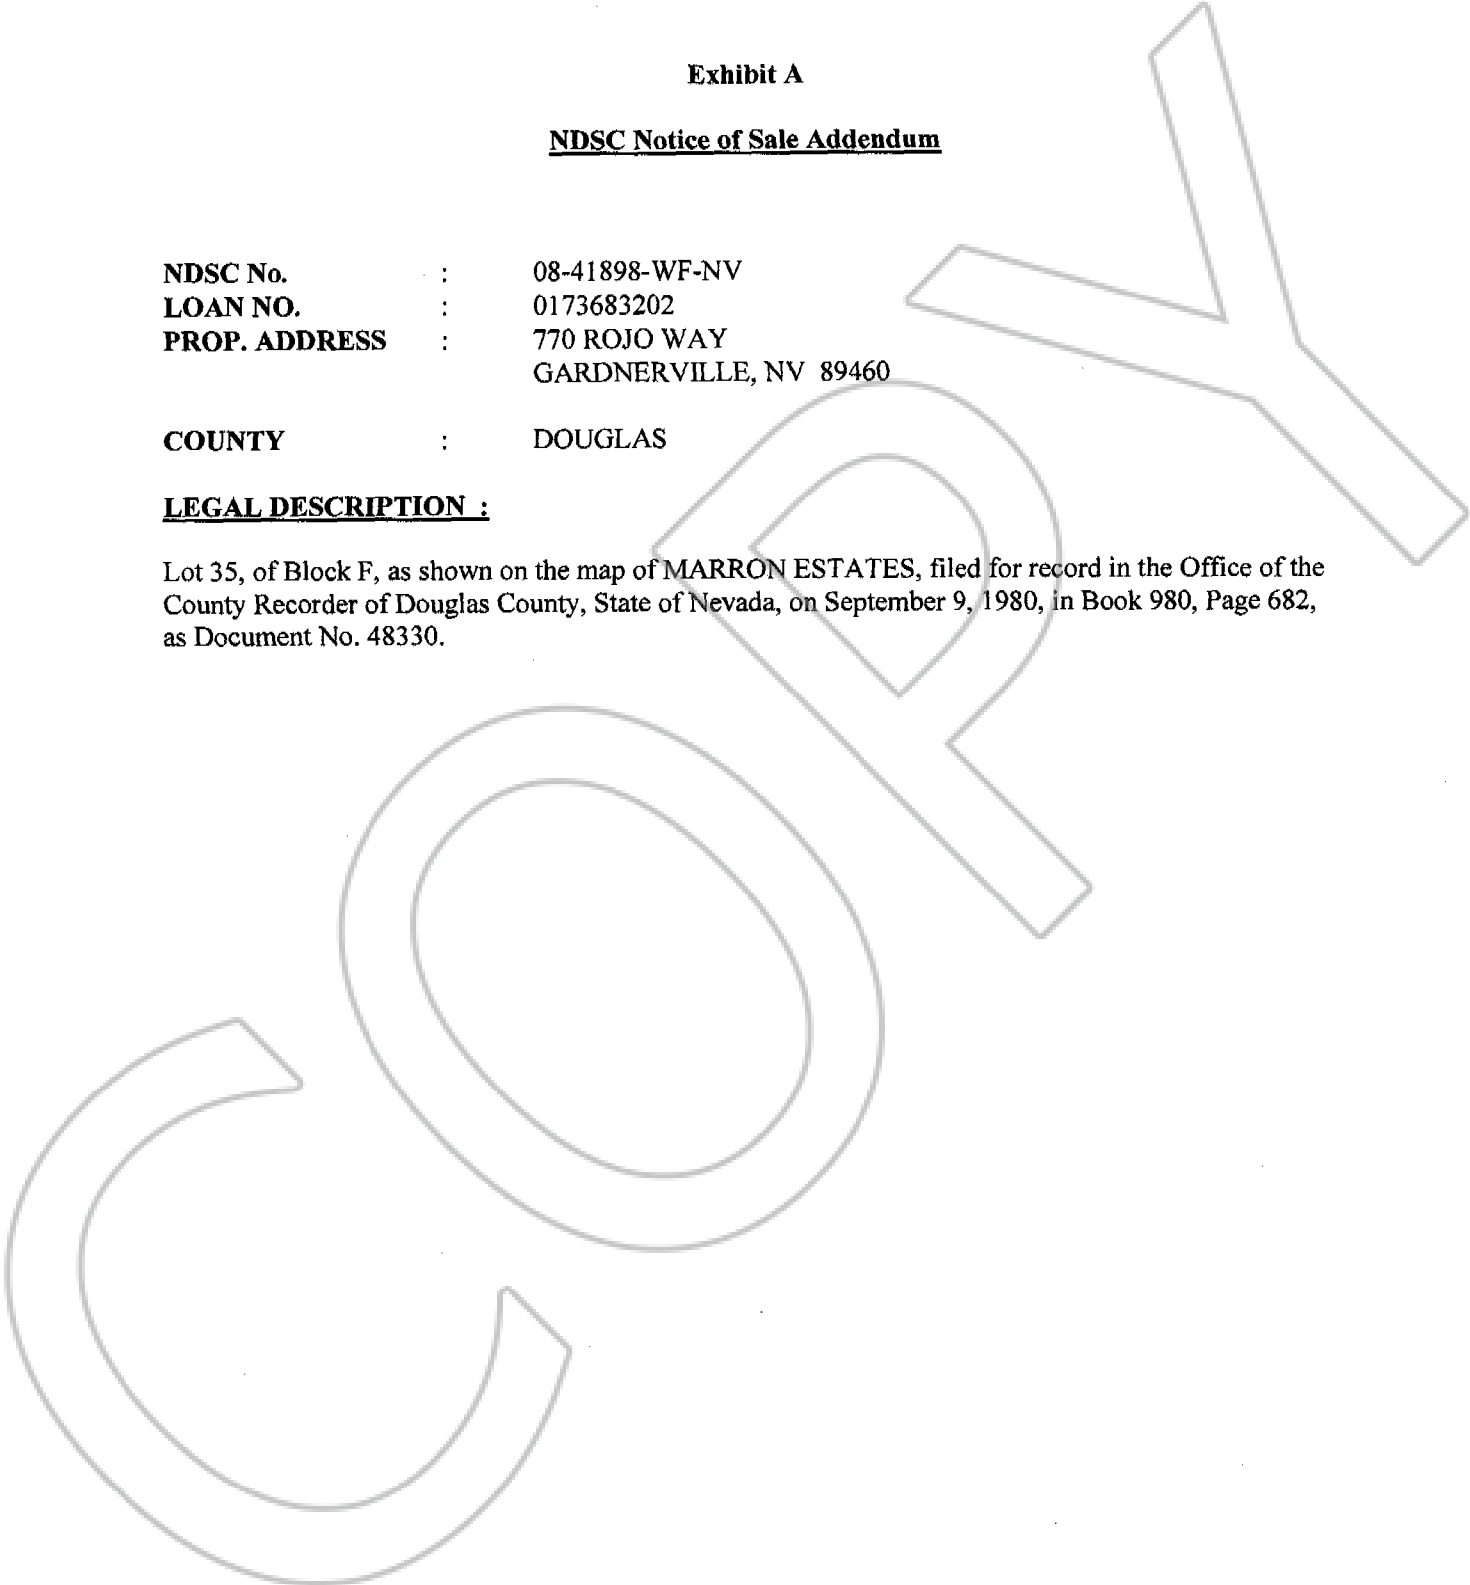 Exhibit A
NDSC Notice of Sale Addendum
NDSC No. : 08-41898-WF-NV
LOAN NO. : 0173683202
PROP. ADDRESS : 770 ROJO WAY
GARDNERVILLE, NV 89460
COUNTY : DOUGLAS
LEGAL DESCRIPTION :
Lot 35, of Block F, as shown on the map of MARRON ESTATES, filed for record in the Office of the
County Recorder of Douglas County, State of Nevada, on September 9, 1980, in Book 980, Page 682,
as Document No. 48330.
COPY